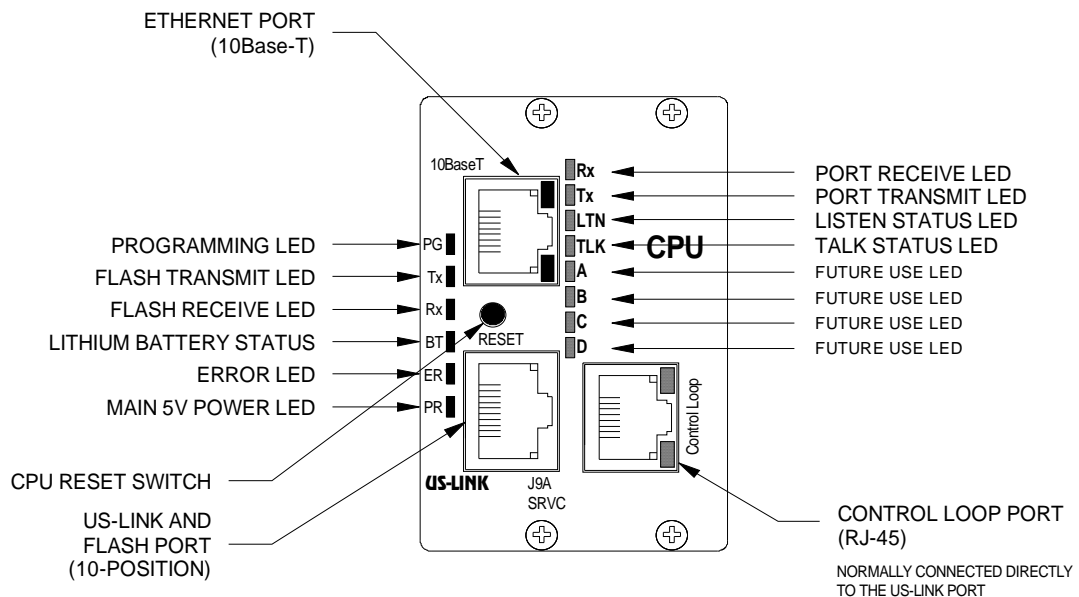 ETHERNET PORT
(10Base-T)
10BaseT
Rx
Tx
LTN
TLK
A
B
C
D
CPU
PORT RECEIVE LED
PORT TRANSMIT LED
LISTEN STATUS LED
TALK STATUS LED
FUTURE USE LED
FUTURE USE LED
FUTURE USE LED
FUTURE USE LED
PROGRAMMING LED
FLASH TRANSMIT LED
FLASH RECEIVE LED
LITHIUM BATTERY STATUS
ERROR LED
MAIN 5V POWER LED
PG
Tx
Rx
BT
ER
PR
RESET
Control Loop
US-LINK
J9A
SRVC
CPU RESET SWITCH
US-LINK AND
FLASH PORT
(10-POSITION)
CONTROL LOOP PORT
(RJ-45)
NORMALLY CONNECTED DIRECTLY
TO THE US-LINK PORT